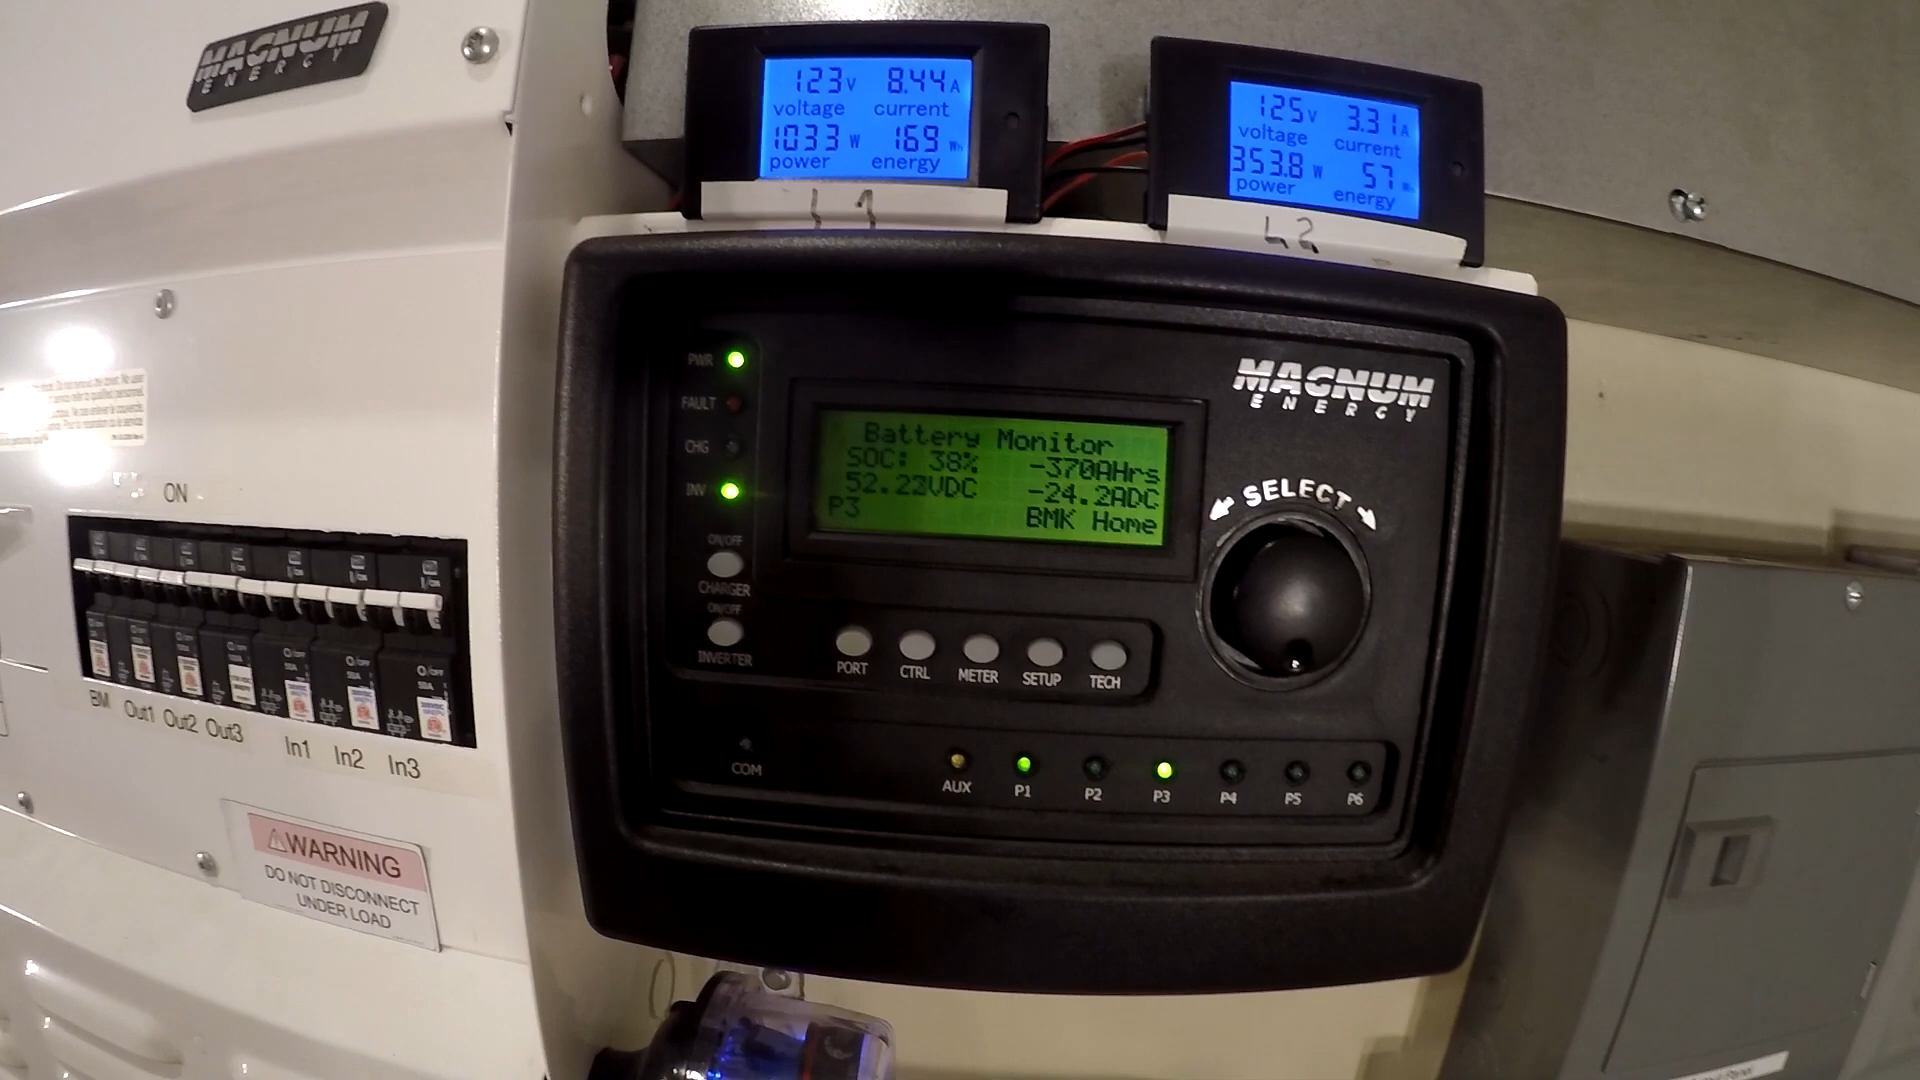 MAGNUM
ENERGY
123V 8.44A
voltage current
1033 W 169 Wh
power energy
L1
125V 3.31A
voltage current
353.8 W 57
power energy
L2
PWR
FAULT
CHG
INV
ON/OFF
CHARGER
ON/OFF
INVERTER
Battery Monitor
SOC: 38% -370AHrs
VDC -24.2ADC
P3 BMK Home
MAGNUM
ENERGY
SELECT
PORT CTRL METER SETUP TECH
COM
AUX P1 P2 P3 P4 P5 P6
ON
BM Out1 Out2 Out3 In1 In2 In3
WARNING
DO NOT DISCONNECT
UNDER LOAD